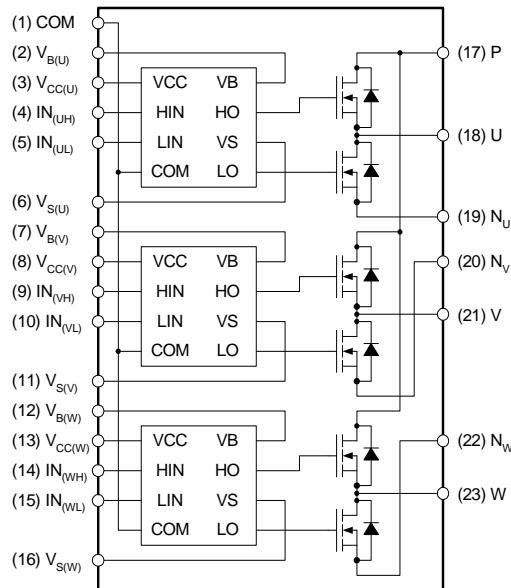 (1) COM
(2) V_B(U)
(3) V_CC(U)
(4) IN_(UH)
(5) IN_(UL)
(6) V_S(U)
(7) V_B(V)
(8) V_CC(V)
(9) IN_(VH)
(10) IN_(VL)
(11) V_S(V)
(12) V_B(W)
(13) V_CC(W)
(14) IN_(WH)
(15) IN_(WL)
(16) V_S(W)
VCC VB
HIN HO
LIN VS
COM LO
VCC VB
HIN HO
LIN VS
COM LO
VCC VB
HIN HO
LIN VS
COM LO
(17) P
(18) U
(19) N_U
(20) N_V
(21) V
(22) N_W
(23) W